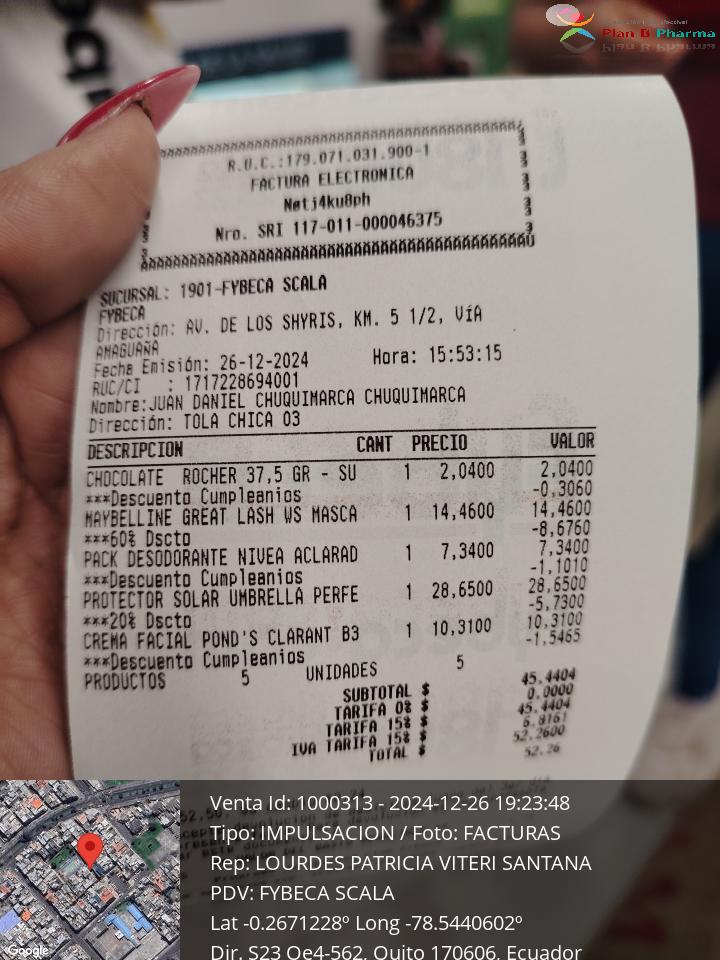 Plan B Pharma
R.U.C.:179.071.031.900-1
FACTURA ELECTRONICA
Nøtj4ku8ph
Nro. SRI 117-011-000046375
SUCURSAL: 1901-FYBECA SCALA
FYBECA
Dirección: AV. DE LOS SHYRIS, KM. 5 1/2, VÍA
AMAGUAÑA
Fecha Emisión: 26-12-2024 Hora: 15:53:15
RUC/CI : 1717228694001
Nombre:JUAN DANIEL CHUQUIMARCA CHUQUIMARCA
Dirección: TOLA CHICA 03
DESCRIPCION CANT PRECIO VALOR
CHOCOLATE ROCHER 37,5 GR - SU 1 2,0400 2,0400
***Descuento Cumpleanios -0,3060
MAYBELLINE GREAT LASH WS MASCA 1 14,4600 14,4600
***60% Dscto -8,6760
PACK DESODORANTE NIVEA ACLARAD 1 7,3400 7,3400
***Descuento Cumpleanios -1,1010
PROTECTOR SOLAR UMBRELLA PERFE 1 28,6500 28,6500
***20% Dscto -5,7300
CREMA FACIAL POND'S CLARANT B3 1 10,3100 10,3100
***Descuento Cumpleanios -1,5465
PRODUCTOS 5 UNIDADES 5
SUBTOTAL $ 45.4404
TARIFA 0% $ 0.0000
TARIFA 15% $ 45.4404
IVA TARIFA 15% $ 6.8161
TOTAL $ 52.2600
52.26
Venta Id: 1000313 - 2024-12-26 19:23:48
Tipo: IMPULSACION / Foto: FACTURAS
Rep: LOURDES PATRICIA VITERI SANTANA
PDV: FYBECA SCALA
Lat -0.2671228º Long -78.5440602º
Dir. S23 Oe4-562, Quito 170606, Ecuador
Google